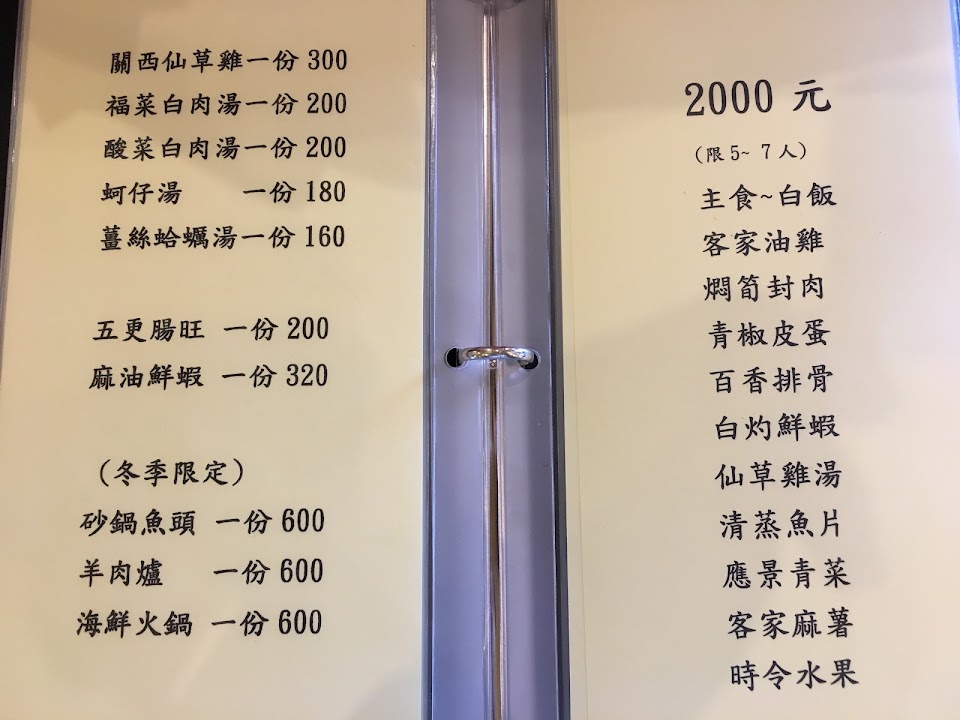 關西仙草雞一份 300
福菜白肉湯一份 200
酸菜白肉湯一份 200
蚵仔湯 一份 180
薑絲蛤蠣湯一份 160
五更腸旺 一份 200
麻油鮮蝦 一份 320
(冬季限定)
砂鍋魚頭 一份 600
羊肉爐 一份 600
海鮮火鍋 一份 600
2000 元
(限 5~ 7 人)
主食~白飯
客家油雞
燜筍封肉
青椒皮蛋
百香排骨
白灼鮮蝦
仙草雞湯
清蒸魚片
應景青菜
客家麻薯
時令水果